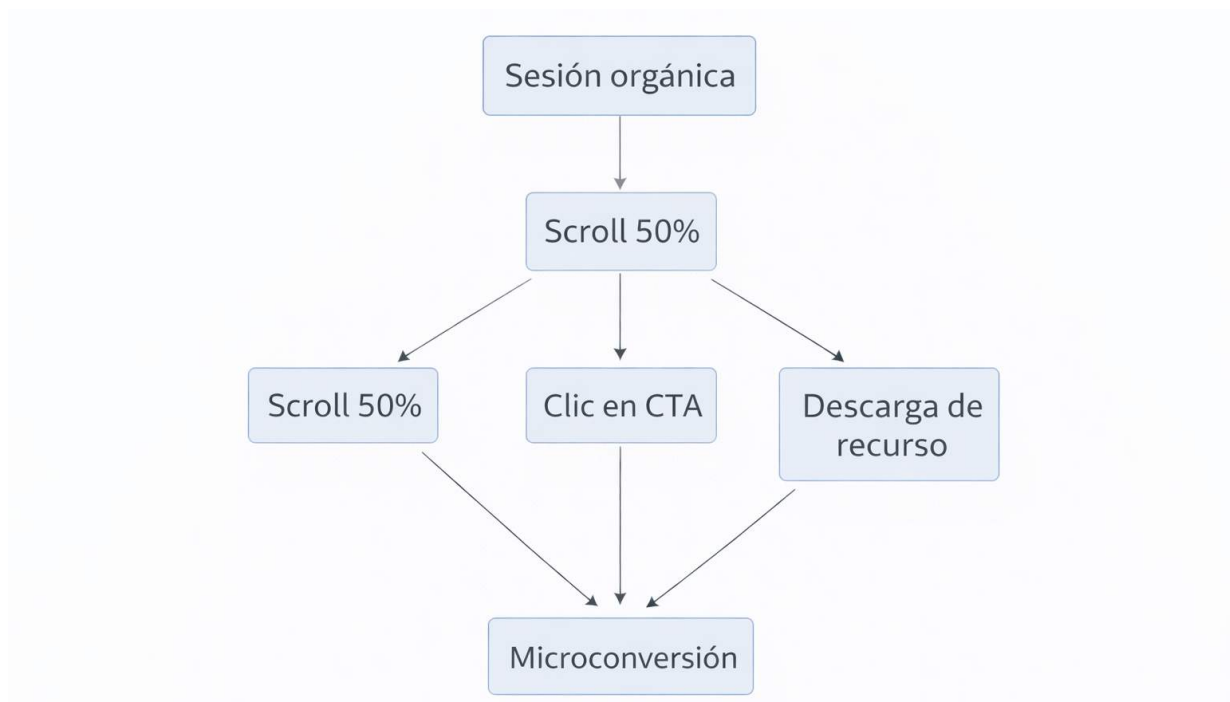 Sesión orgánica
Scroll 50%
Scroll 50%
Clic en CTA
Descarga de
recurso
Microconversión